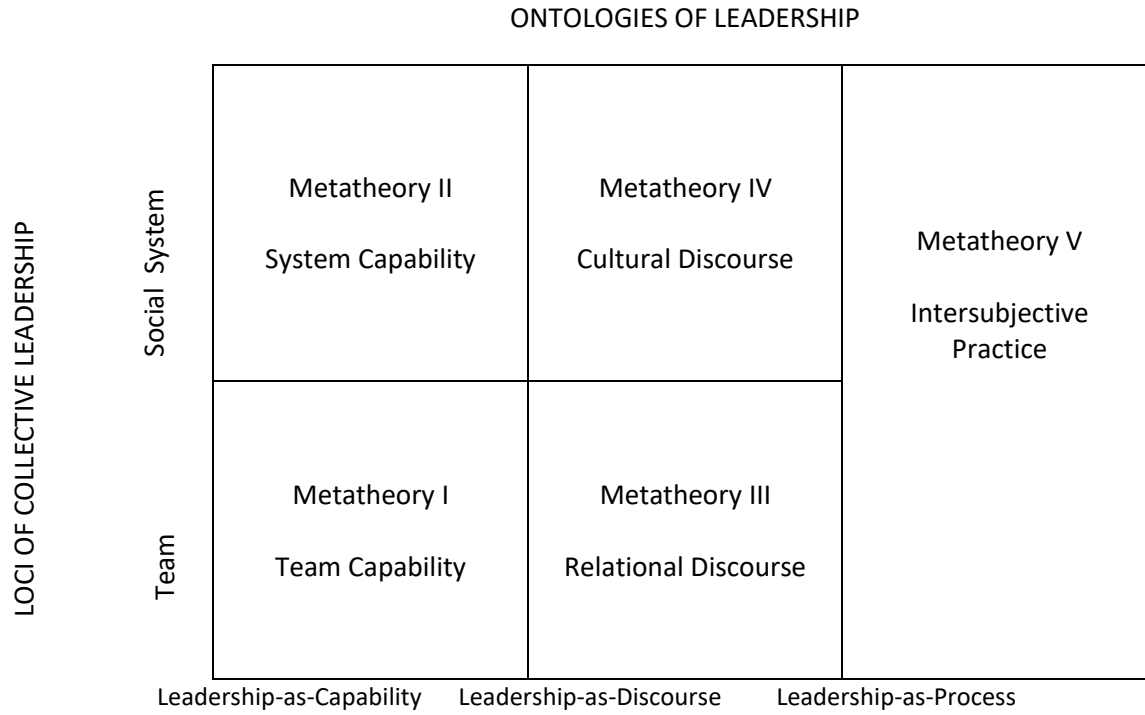 ONTOLOGIES OF LEADERSHIP
LOCI OF COLLECTIVE LEADERSHIP
Social System
Metatheory II
System Capability
Metatheory IV
Cultural Discourse
Metatheory V
Intersubjective
Practice
Team
Metatheory I
Team Capability
Metatheory III
Relational Discourse
Leadership-as-Capability
Leadership-as-Discourse
Leadership-as-Process